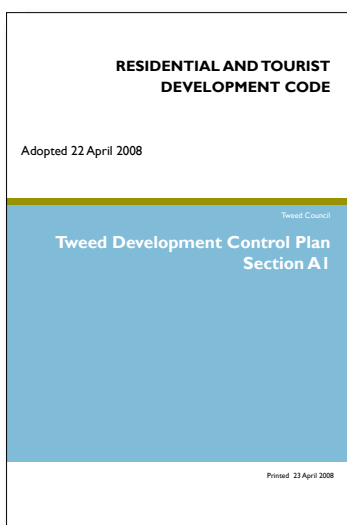 RESIDENTIAL AND TOURIST
DEVELOPMENT CODE
Adopted 22 April 2008
Tweed Council
Tweed Development Control Plan
Section A1
Printed 23 April 2008